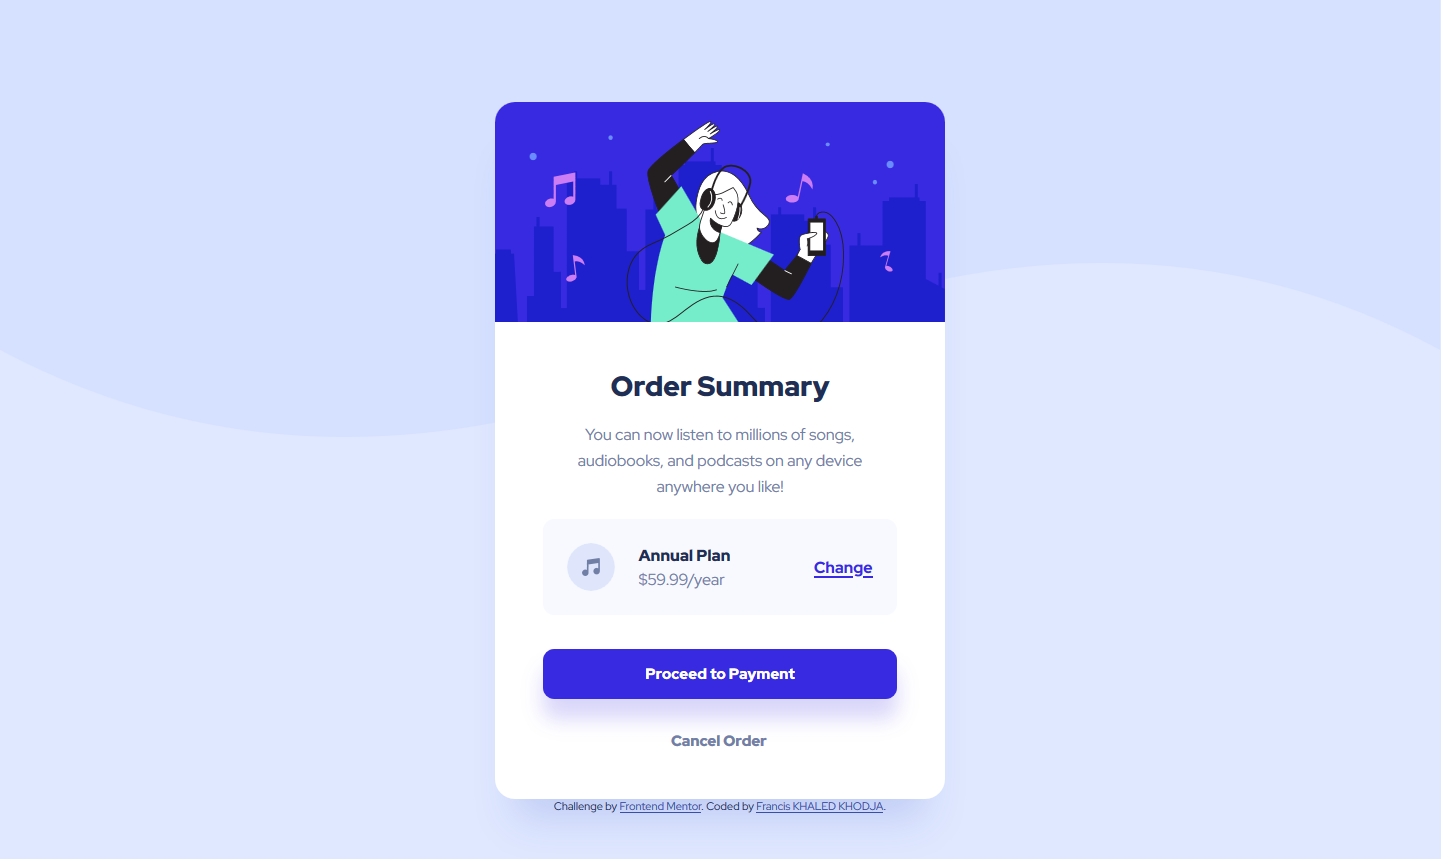 Order Summary
You can now listen to millions of songs,
audiobooks, and podcasts on any device
anywhere you like!
Annual Plan
$59.99/year
Change
Proceed to Payment
Cancel Order
Challenge by Frontend Mentor. Coded by Francis KHALED KHODJA.